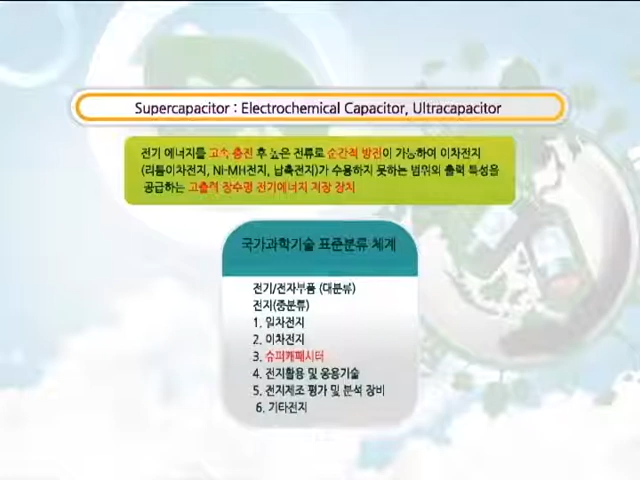 Supercapacitor : Electrochemical Capacitor, Ultracapacitor
전기 에너지를 고속 충전 후 높은 전류로 순간적 방전이 가능하여 이차전지
(리튬이차전지, Ni-MH전지, 납축전지)가 수용하지 못하는 범위의 출력 특성을
공급하는 고출력 장수명 전기에너지 저장 장치
국가과학기술 표준분류 체계
전기/전자부품 (대분류)
전지(중분류)
1. 일차전지
2. 이차전지
3. 슈퍼캐패시터
4. 전지활용 및 응용기술
5. 전지제조 평가 및 분석 장비
6. 기타전지